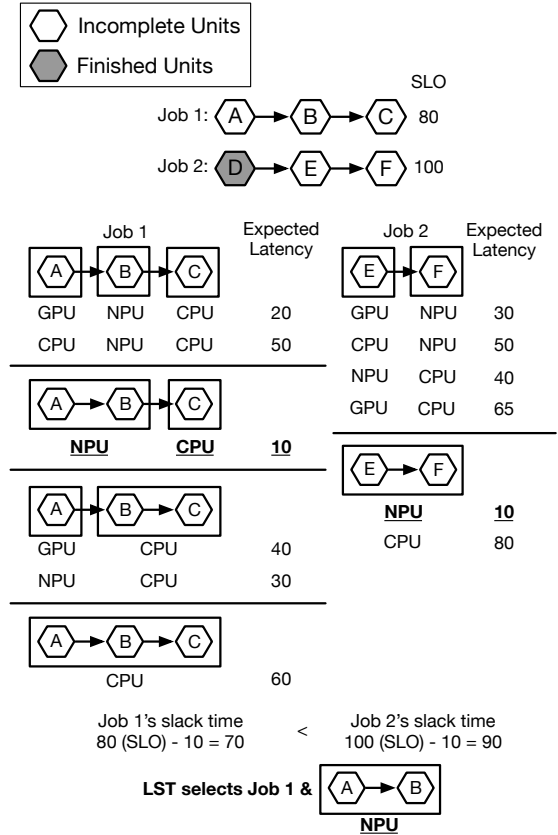 Incomplete Units
Finished Units
SLO
Job 1: A B C 80
Job 2: D E F 100
Job 1 Expected Latency
A B C
GPU NPU CPU 20
CPU NPU CPU 50
A B C
NPU CPU 10
A B C
GPU CPU 40
NPU CPU 30
A B C
CPU 60
Job 2 Expected Latency
E F
GPU NPU 30
CPU NPU 50
NPU CPU 40
GPU CPU 65
E F
NPU 10
CPU 80
Job 1's slack time < Job 2's slack time
80 (SLO) - 10 = 70 100 (SLO) - 10 = 90
LST selects Job 1 & A B
NPU